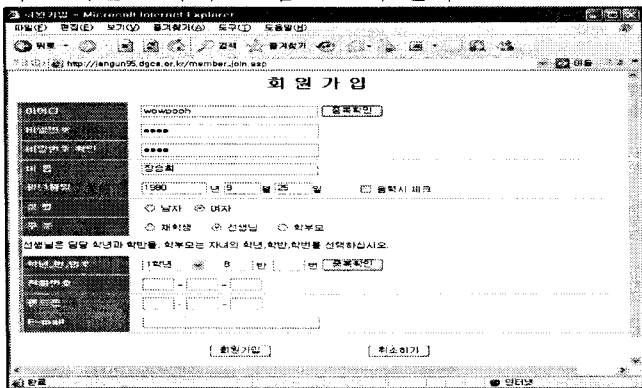 회원가입 - Microsoft Internet Explorer
파일(F) 편집(E) 보기(V) 즐겨찾기(A) 도구(T) 도움말(H)
뒤로 검색 즐겨찾기
http://jangun95.dgca.or.kr/member_join.asp 이동
회 원 가 입
아이디 wowpooh 중복확인
비밀번호 ●●●●
비밀번호 확인 ●●●●
이 름 장승희
생년월일 1980 년 9 월 25 일 음력시 체크
성 별 남자 여자
구 분 재학생 선생님 학부모
선생님은 담당 학년과 학반을, 학부모는 자녀의 학년,학반,학번를 선택하십시오.
학년,반,번호 1학년 8 반 번 중복확인
전화번호 - -
핸드폰 - -
E-mail
회원가입 취소하기
완료 인터넷